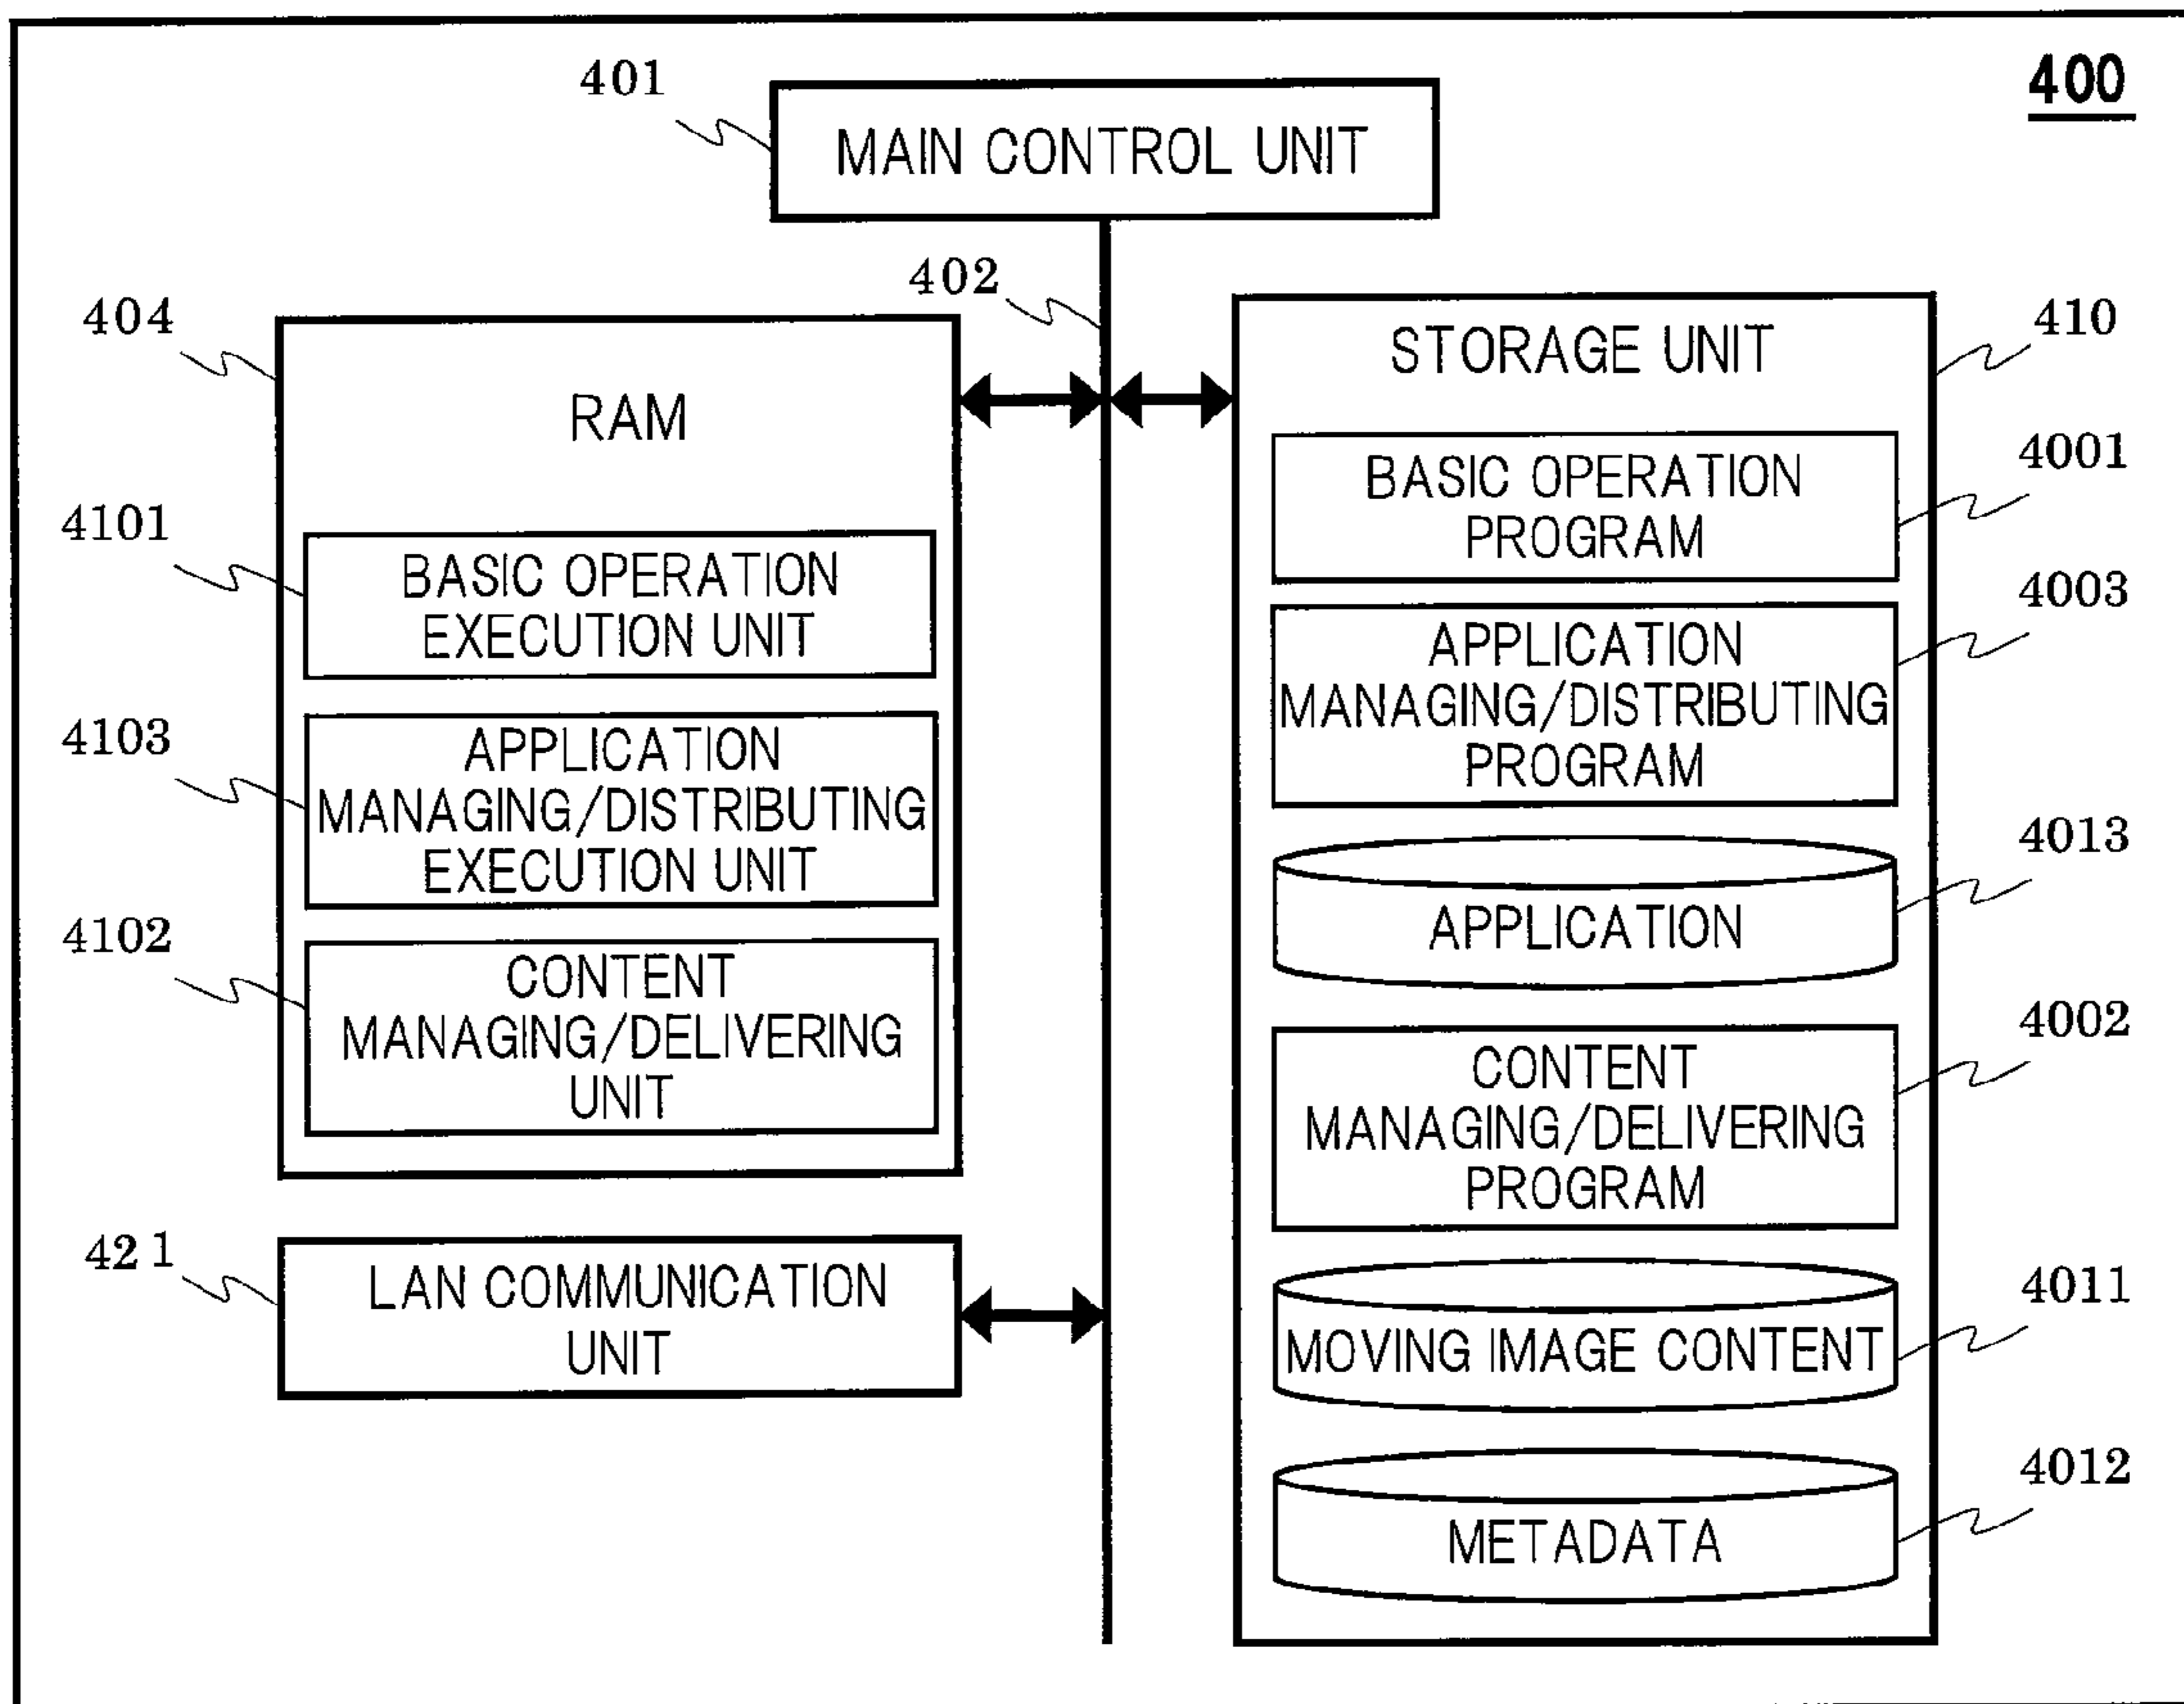 400
401
MAIN CONTROL UNIT
402
404
RAM
4101
BASIC OPERATION
EXECUTION UNIT
4103
APPLICATION
MANAGING/DISTRIBUTING
EXECUTION UNIT
4102
CONTENT
MANAGING/DELIVERING
UNIT
421
LAN COMMUNICATION
UNIT
STORAGE UNIT
410
BASIC OPERATION
PROGRAM
4001
APPLICATION
MANAGING/DISTRIBUTING
PROGRAM
4003
APPLICATION
4013
CONTENT
MANAGING/DELIVERING
PROGRAM
4002
MOVING IMAGE CONTENT
4011
METADATA
4012